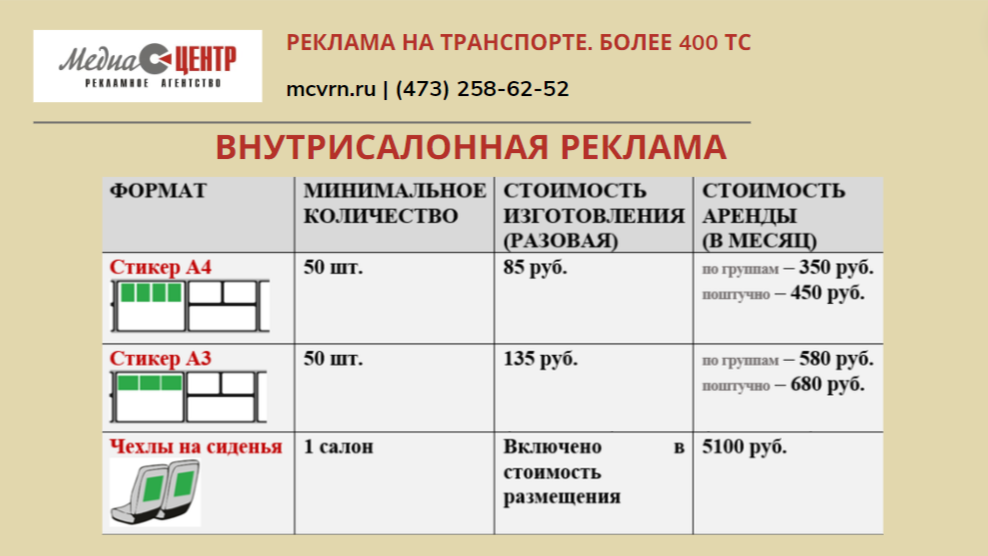 Медиа ЦЕНТР
РЕКЛАМНОЕ АГЕНТСТВО
РЕКЛАМА НА ТРАНСПОРТЕ. БОЛЕЕ 400 ТС
mcvrn.ru | (473) 258-62-52
ВНУТРИСАЛОННАЯ РЕКЛАМА
ФОРМАТ
МИНИМАЛЬНОЕ
КОЛИЧЕСТВО
СТОИМОСТЬ
ИЗГОТОВЛЕНИЯ
(РАЗОВАЯ)
СТОИМОСТЬ
АРЕНДЫ
(В МЕСЯЦ)
Стикер А4
50 шт.
85 руб.
по группам – 350 руб.
поштучно – 450 руб.
Стикер А3
50 шт.
135 руб.
по группам – 580 руб.
поштучно – 680 руб.
Чехлы на сиденья
1 салон
Включено в
стоимость
размещения
5100 руб.